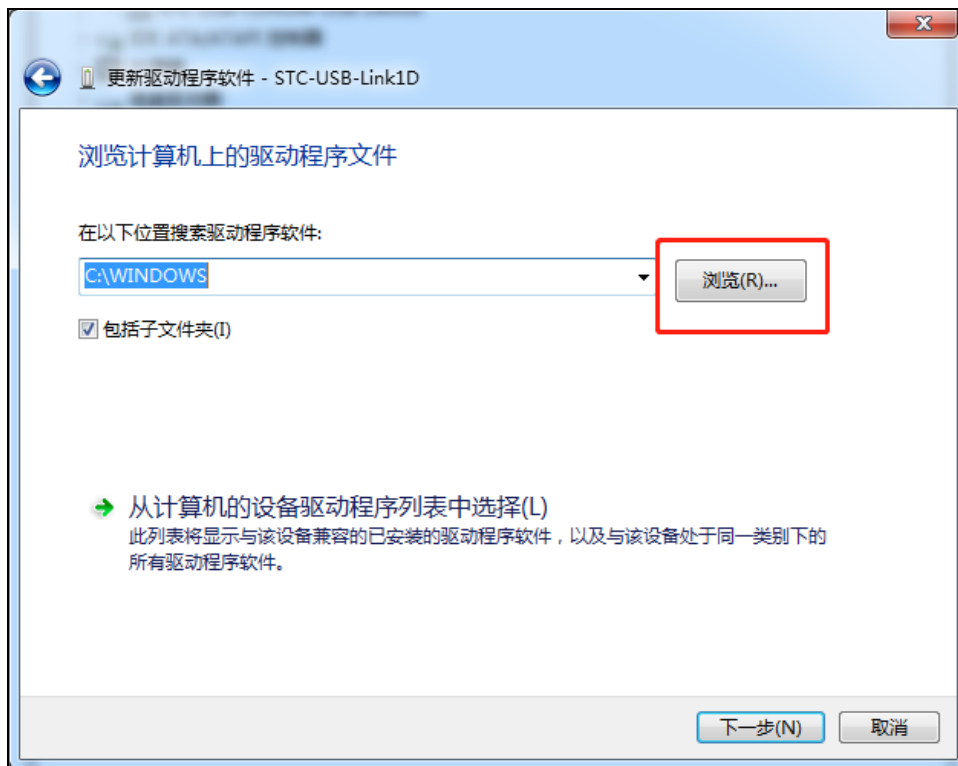 更新驱动程序软件 - STC-USB-Link1D
浏览计算机上的驱动程序文件
在以下位置搜索驱动程序软件:
C:\WINDOWS
浏览(R)...
包括子文件夹(I)
从计算机的设备驱动程序列表中选择(L)
此列表将显示与该设备兼容的已安装的驱动程序软件，以及与该设备处于同一类别下的
所有驱动程序软件。
下一步(N)
取消